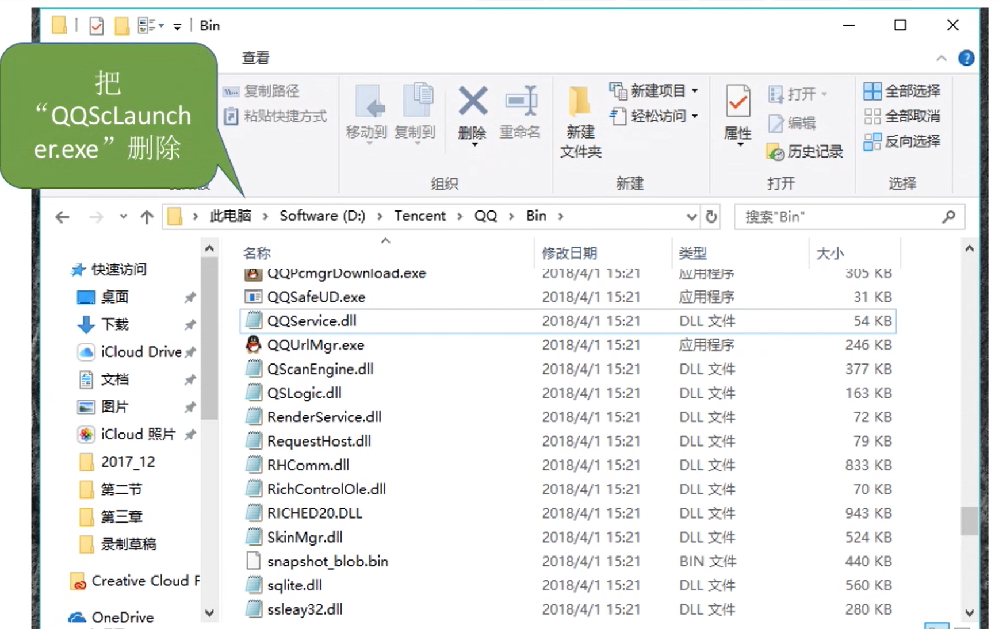 Bin
把
“QQScLaunch
er.exe”删除
查看
复制路径
粘贴快捷方式
移动到
复制到
删除
重命名
组织
新建
文件夹
新建项目
轻松访问
新建
属性
打开
编辑
历史记录
打开
全部选择
全部取消
反向选择
选择
此电脑 › Software (D:) › Tencent › QQ › Bin ›
搜索"Bin"
快速访问
桌面
下载
iCloud Drive
文档
图片
iCloud 照片
2017_12
第二节
第三章
录制草稿
Creative Cloud F
OneDrive
名称 修改日期 类型 大小
QQPcmgrDownload.exe 2018/4/1 15:21 应用程序 305 KB
QQSafeUD.exe 2018/4/1 15:21 应用程序 31 KB
QQService.dll 2018/4/1 15:21 DLL 文件 54 KB
QQUrlMgr.exe 2018/4/1 15:21 应用程序 246 KB
QScanEngine.dll 2018/4/1 15:21 DLL 文件 377 KB
QSLogic.dll 2018/4/1 15:21 DLL 文件 163 KB
RenderService.dll 2018/4/1 15:21 DLL 文件 72 KB
RequestHost.dll 2018/4/1 15:21 DLL 文件 79 KB
RHComm.dll 2018/4/1 15:21 DLL 文件 833 KB
RichControlOle.dll 2018/4/1 15:21 DLL 文件 70 KB
RICHED20.DLL 2018/4/1 15:21 DLL 文件 943 KB
SkinMgr.dll 2018/4/1 15:21 DLL 文件 524 KB
snapshot_blob.bin 2018/4/1 15:21 BIN 文件 440 KB
sqlite.dll 2018/4/1 15:21 DLL 文件 560 KB
ssleay32.dll 2018/4/1 15:21 DLL 文件 280 KB